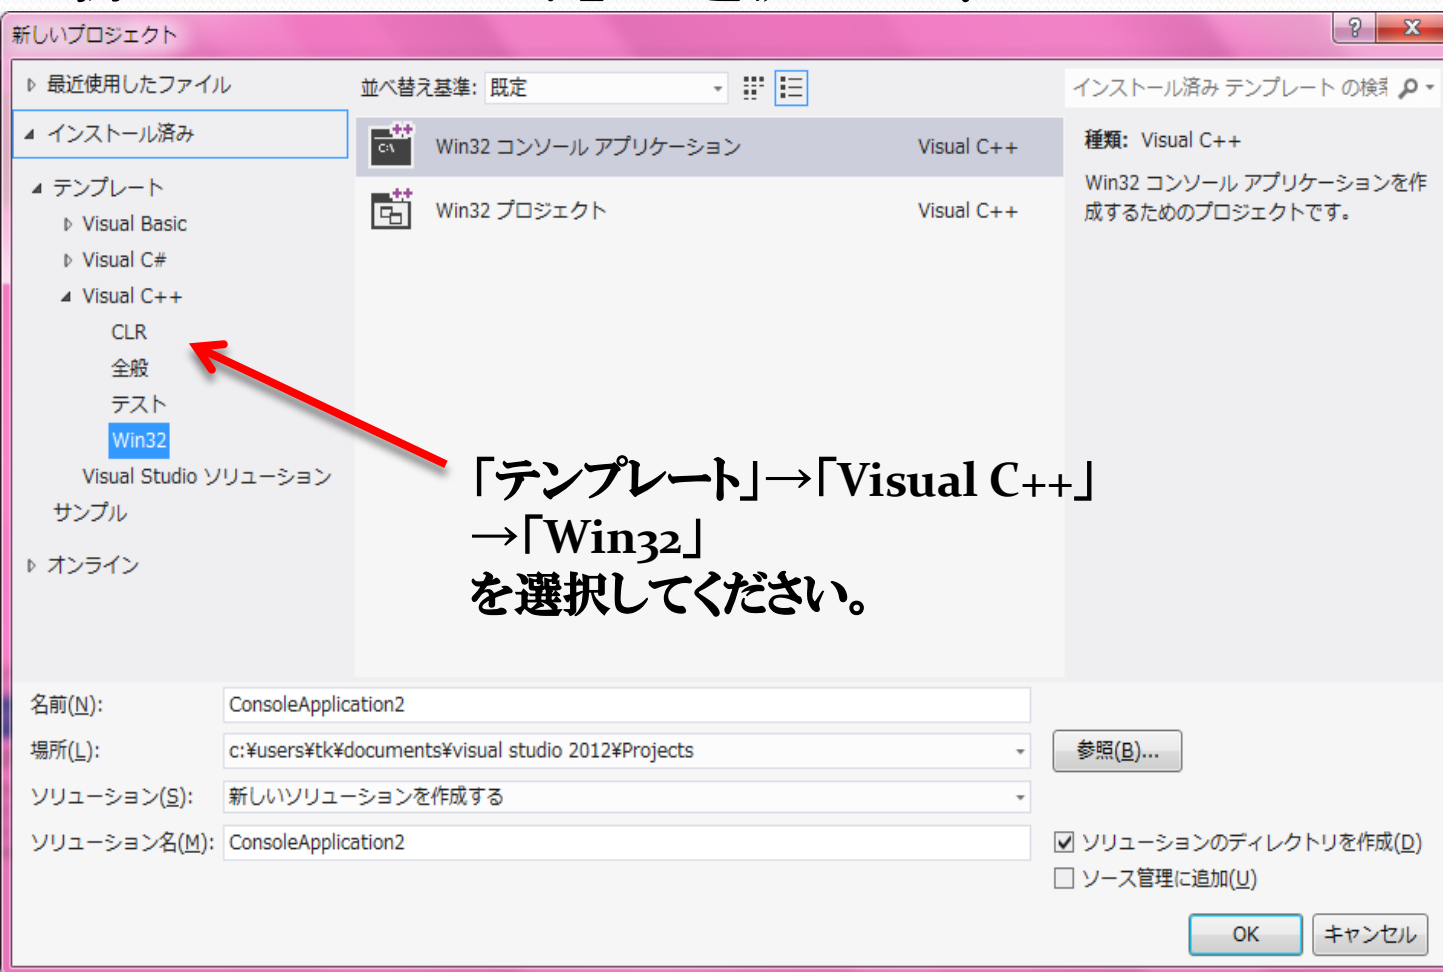 新しいプロジェクト
最近使用したファイル
並べ替え基準: 既定
インストール済み テンプレート の検索
インストール済み
テンプレート
Visual Basic
Visual C#
Visual C++
CLR
全般
テスト
Win32
Visual Studio ソリューション
サンプル
オンライン
Win32 コンソール アプリケーション Visual C++
Win32 プロジェクト Visual C++
種類: Visual C++
Win32 コンソール アプリケーションを作
成するためのプロジェクトです。
「テンプレート」→「Visual C++」
→「Win32」
を選択してください。
名前(N): ConsoleApplication2
場所(L): c:¥users¥tk¥documents¥visual studio 2012¥Projects 参照(B)...
ソリューション(S): 新しいソリューションを作成する
ソリューション名(M): ConsoleApplication2
ソリューションのディレクトリを作成(D)
ソース管理に追加(U)
OK キャンセル